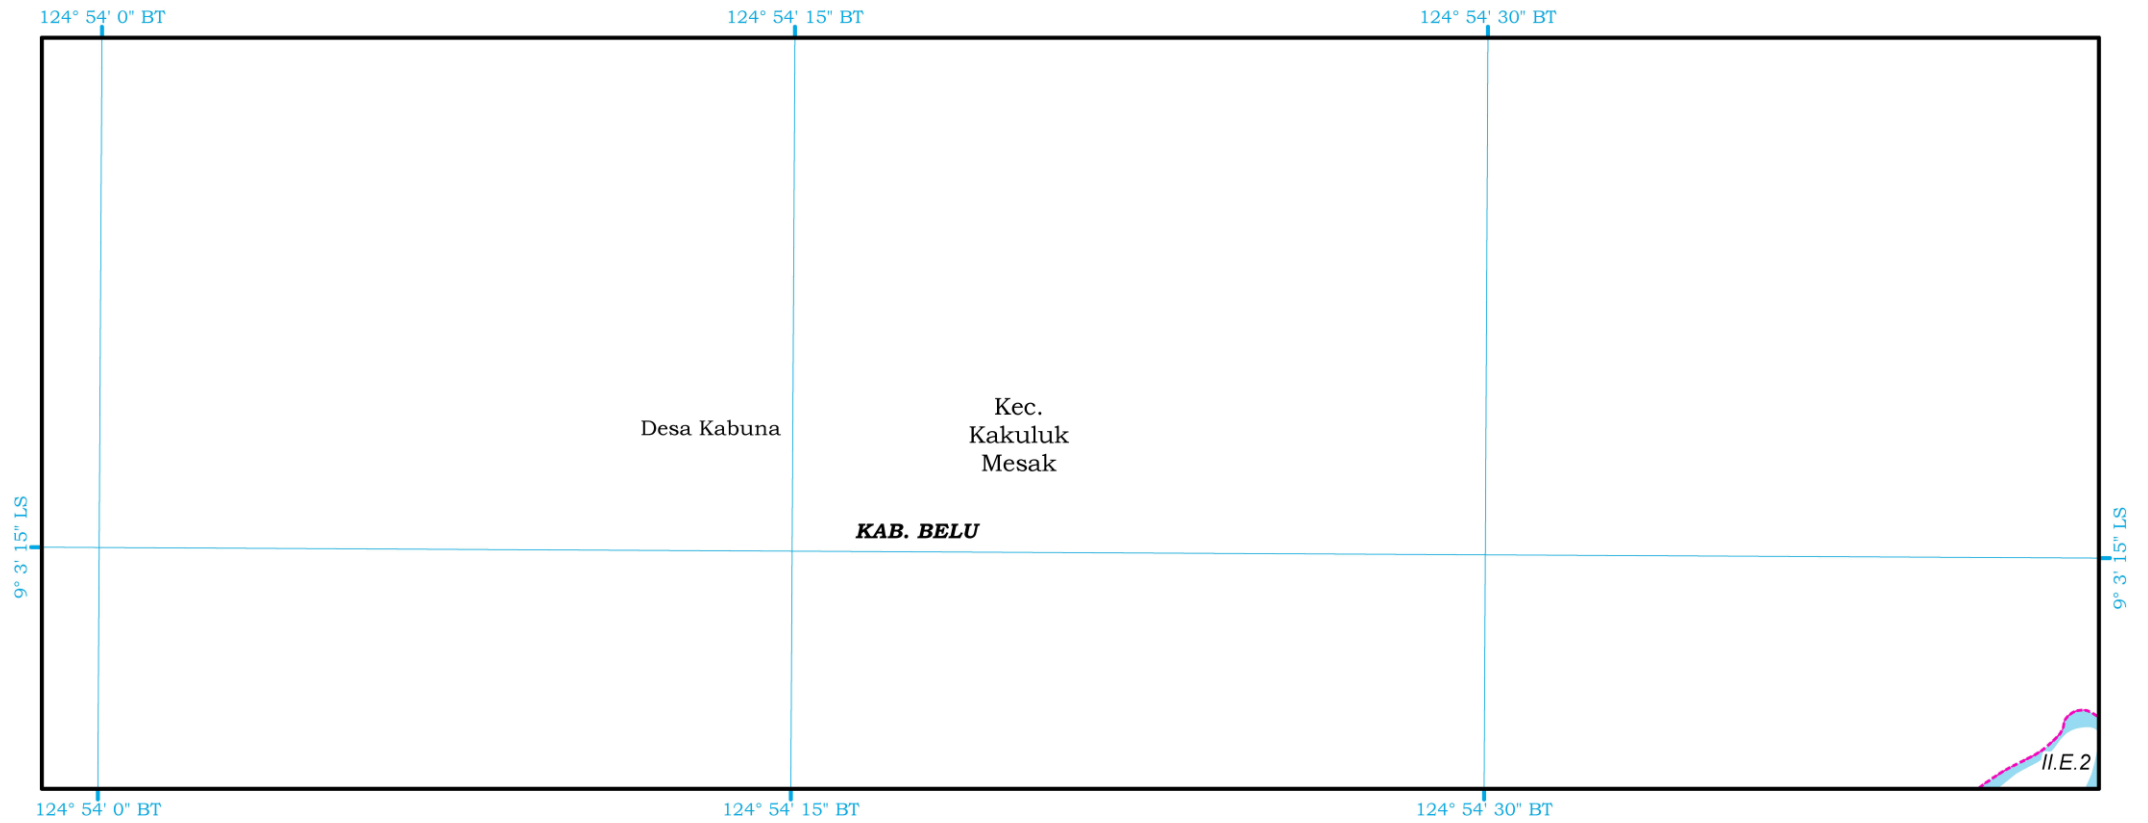 124° 54' 0" BT
124° 54' 15" BT
124° 54' 30" BT
Desa Kabuna
Kec.
Kakuluk
Mesak
KAB. BELU
9° 3' 15" LS
9° 3' 15" LS
II.E.2
124° 54' 0" BT
124° 54' 15" BT
124° 54' 30" BT